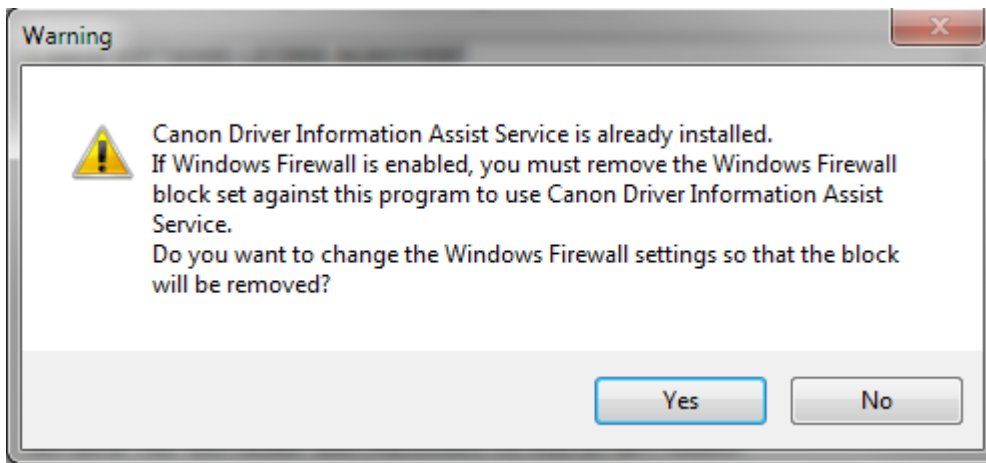 Warning
Canon Driver Information Assist Service is already installed.
If Windows Firewall is enabled, you must remove the Windows Firewall
block set against this program to use Canon Driver Information Assist
Service.
Do you want to change the Windows Firewall settings so that the block
will be removed?
Yes
No